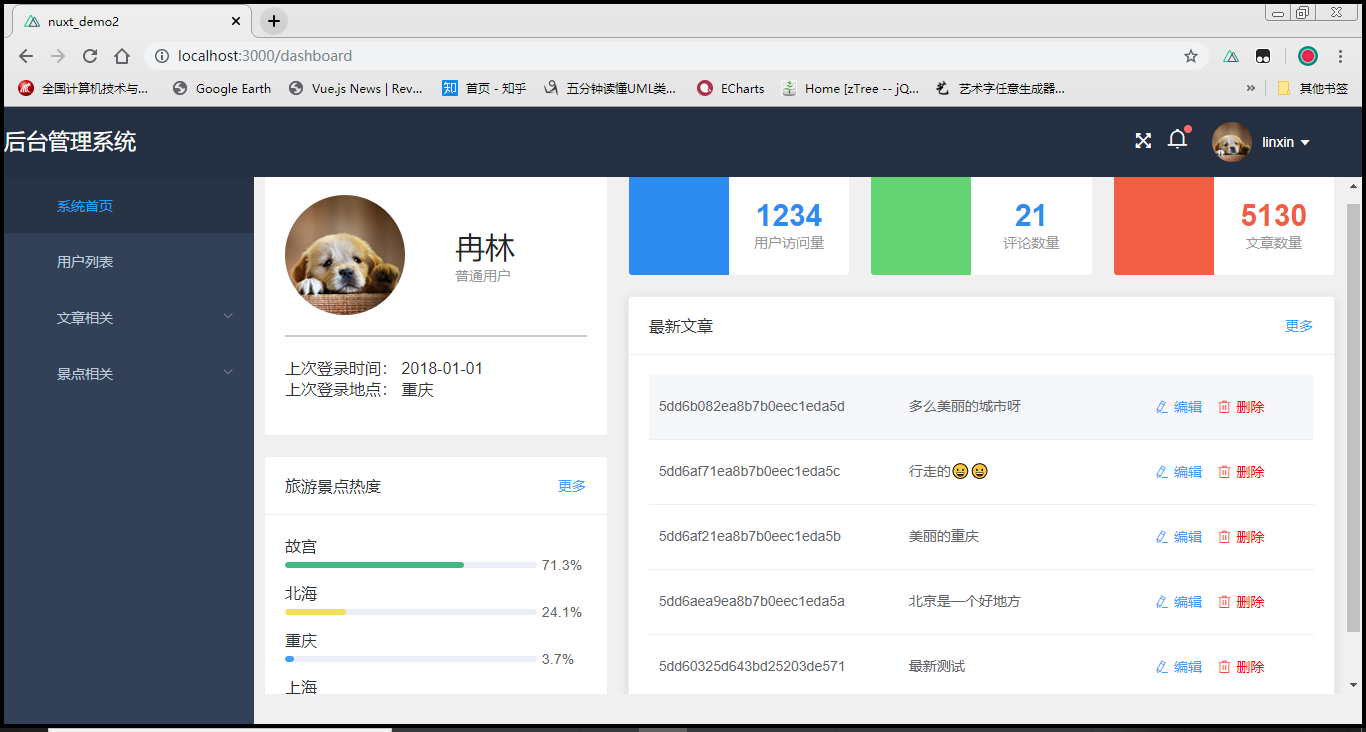 nuxt_demo2
localhost:3000/dashboard
全国计算机技术与... Google Earth Vue.js News | Rev... 知 首页 - 知乎 五分钟读懂UML类... ECharts Home [zTree -- jQ... 艺术字任意生成器... » 其他书签
后台管理系统 linxin
系统首页
用户列表
文章相关
景点相关
冉林
普通用户
上次登录时间: 2018-01-01
上次登录地点: 重庆
旅游景点热度 更多
故宫
71.3%
北海
24.1%
重庆
3.7%
上海
1234
用户访问量
21
评论数量
5130
文章数量
最新文章 更多
5dd6b082ea8b7b0eec1eda5d 多么美丽的城市呀 编辑 删除
5dd6af71ea8b7b0eec1eda5c 行走的😀😀 编辑 删除
5dd6af21ea8b7b0eec1eda5b 美丽的重庆 编辑 删除
5dd6aea9ea8b7b0eec1eda5a 北京是一个好地方 编辑 删除
5dd60325d643bd25203de571 最新测试 编辑 删除